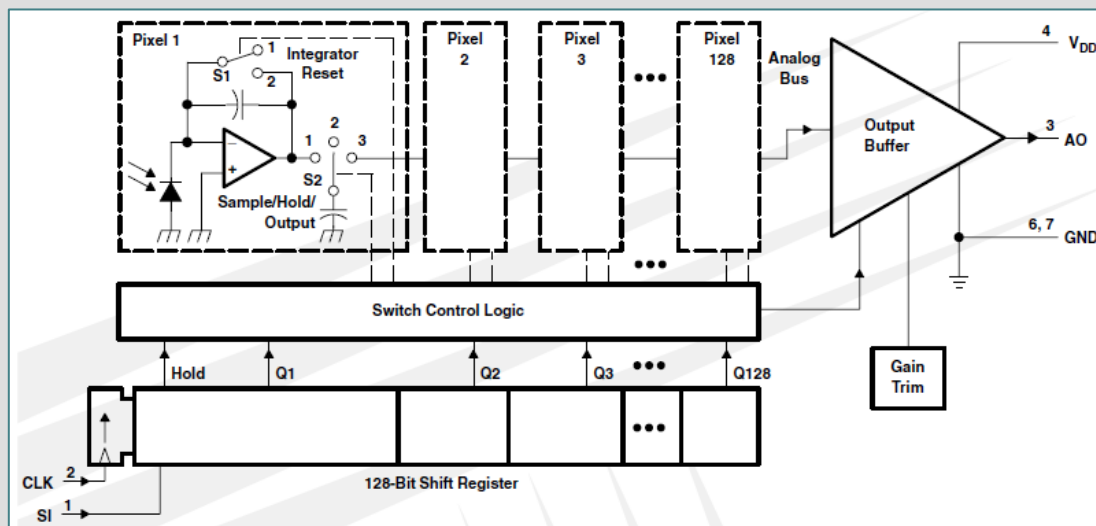 Pixel 1
1
Integrator
Reset
S1
2
−
+
1
2
3
S2
Sample/Hold/
Output
Pixel
2
Pixel
3
Pixel
128
Analog
Bus
Output
Buffer
4
VDD
3
AO
6, 7
GND
Switch Control Logic
Hold
Q1
Q2
Q3
Q128
Gain
Trim
CLK
2
SI
1
128-Bit Shift Register